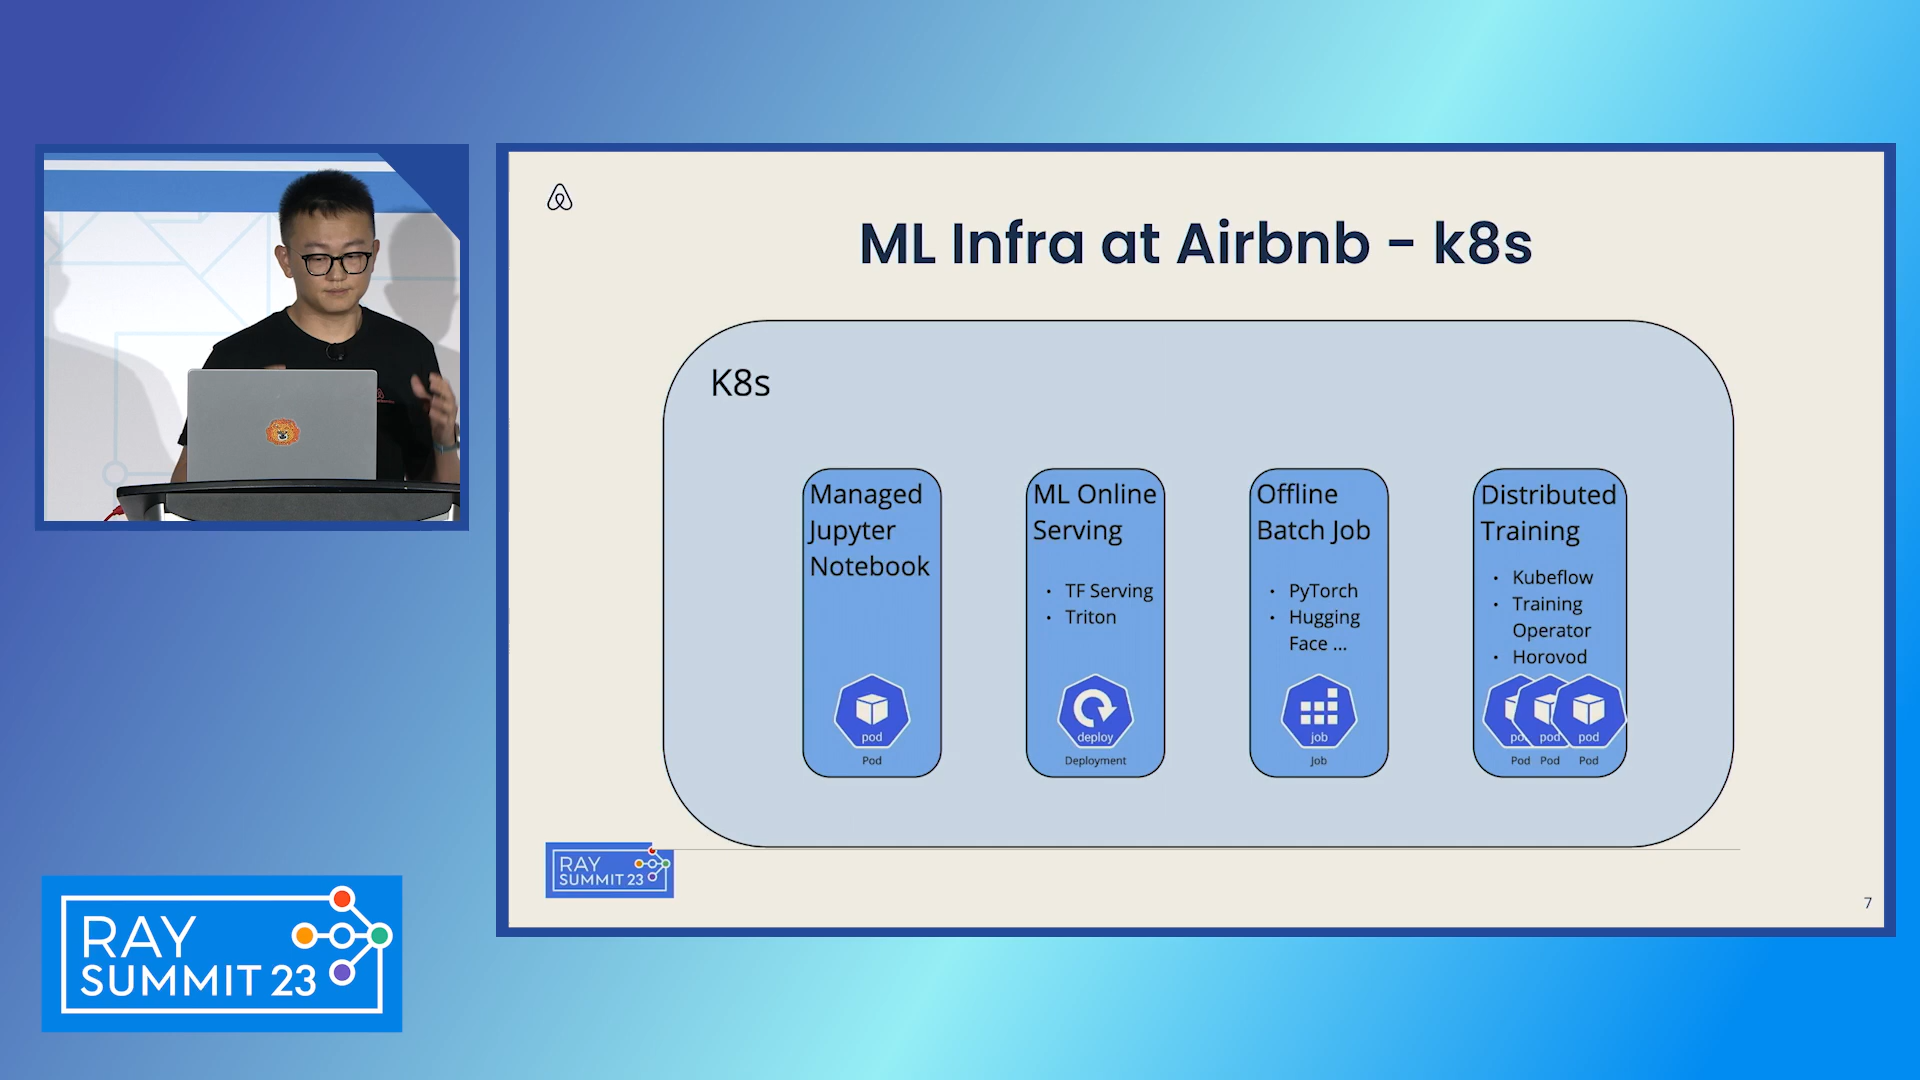 ML Infra at Airbnb - k8s
K8s
Managed
Jupyter
Notebook
pod
Pod
ML Online
Serving
• TF Serving
• Triton
deploy
Deployment
Offline
Batch Job
• PyTorch
• Hugging
Face ...
job
Job
Distributed
Training
• Kubeflow
• Training
Operator
• Horovod
pod
pod
Pod Pod Pod
RAY
SUMMIT 23
7
RAY
SUMMIT 23